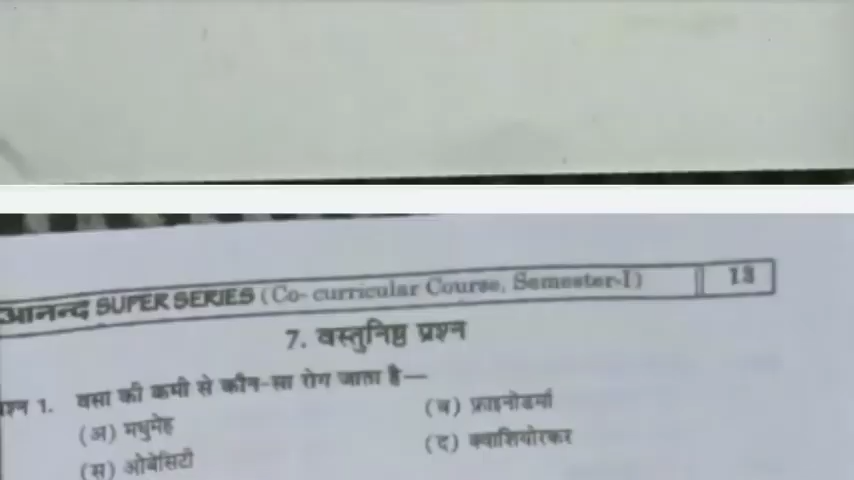 आनन्द SUPER SERIES (Co- curricular Course, Semester-I) 13
7. वस्तुनिष्ठ प्रश्न
प्रश्न 1. वसा की कमी से कौन-सा रोग जाता है—
(अ) मधुमेह (ब) फ्राइनोडर्मा
(स) ओबेसिटी (द) क्वाशियोरकर